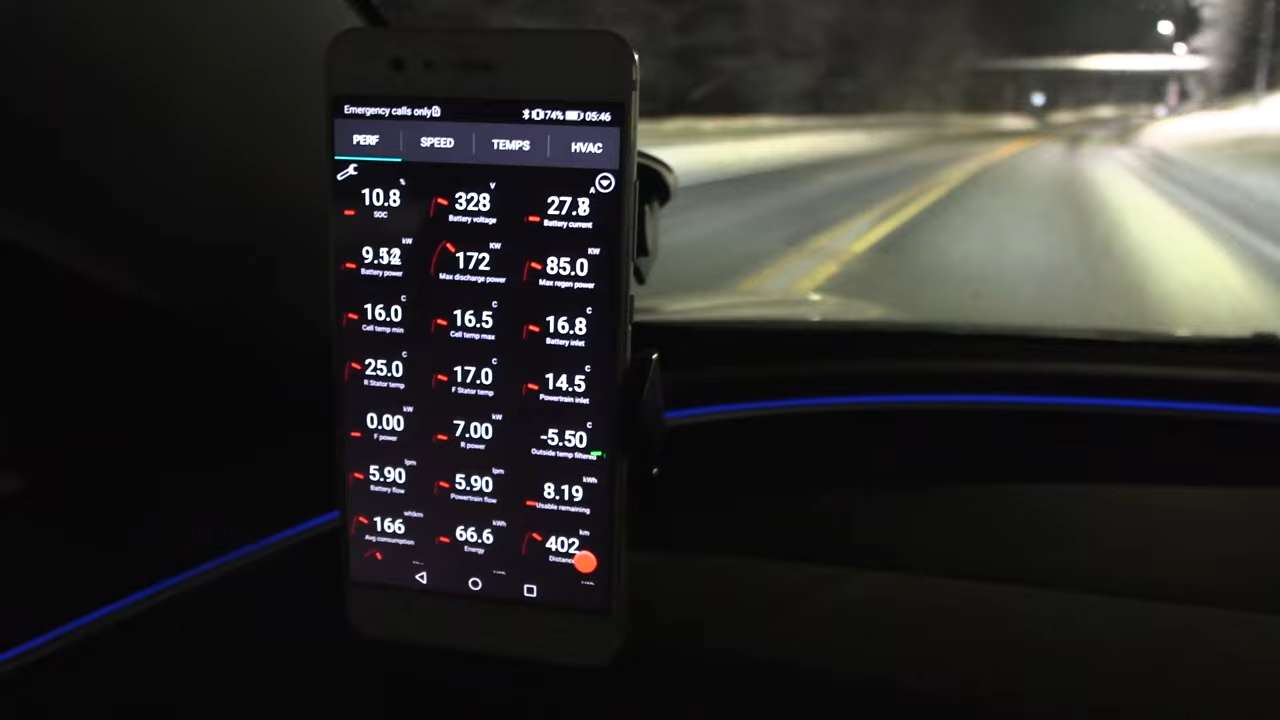 Emergency calls only 74% 05:46
PERF SPEED TEMPS HVAC
% V A
10.8 328 27.8
SOC Battery voltage Battery current
kW KW KW
172 85.0
Battery power Max discharge power Max regen power
C C C
16.0 16.5 16.8
Cell temp min Cell temp max Battery inlet
C C C
25.0 17.0 14.5
R Stator temp F Stator temp Powertrain inlet
kW kW C
0.00 7.00 -5.50
F power R power Outside temp filtered
lpm lpm kWh
5.90 5.90 8.19
Battery flow Powertrain flow Usable remaining
wh|km kWh km
166 66.6 402
Avg consumption Energy Distance